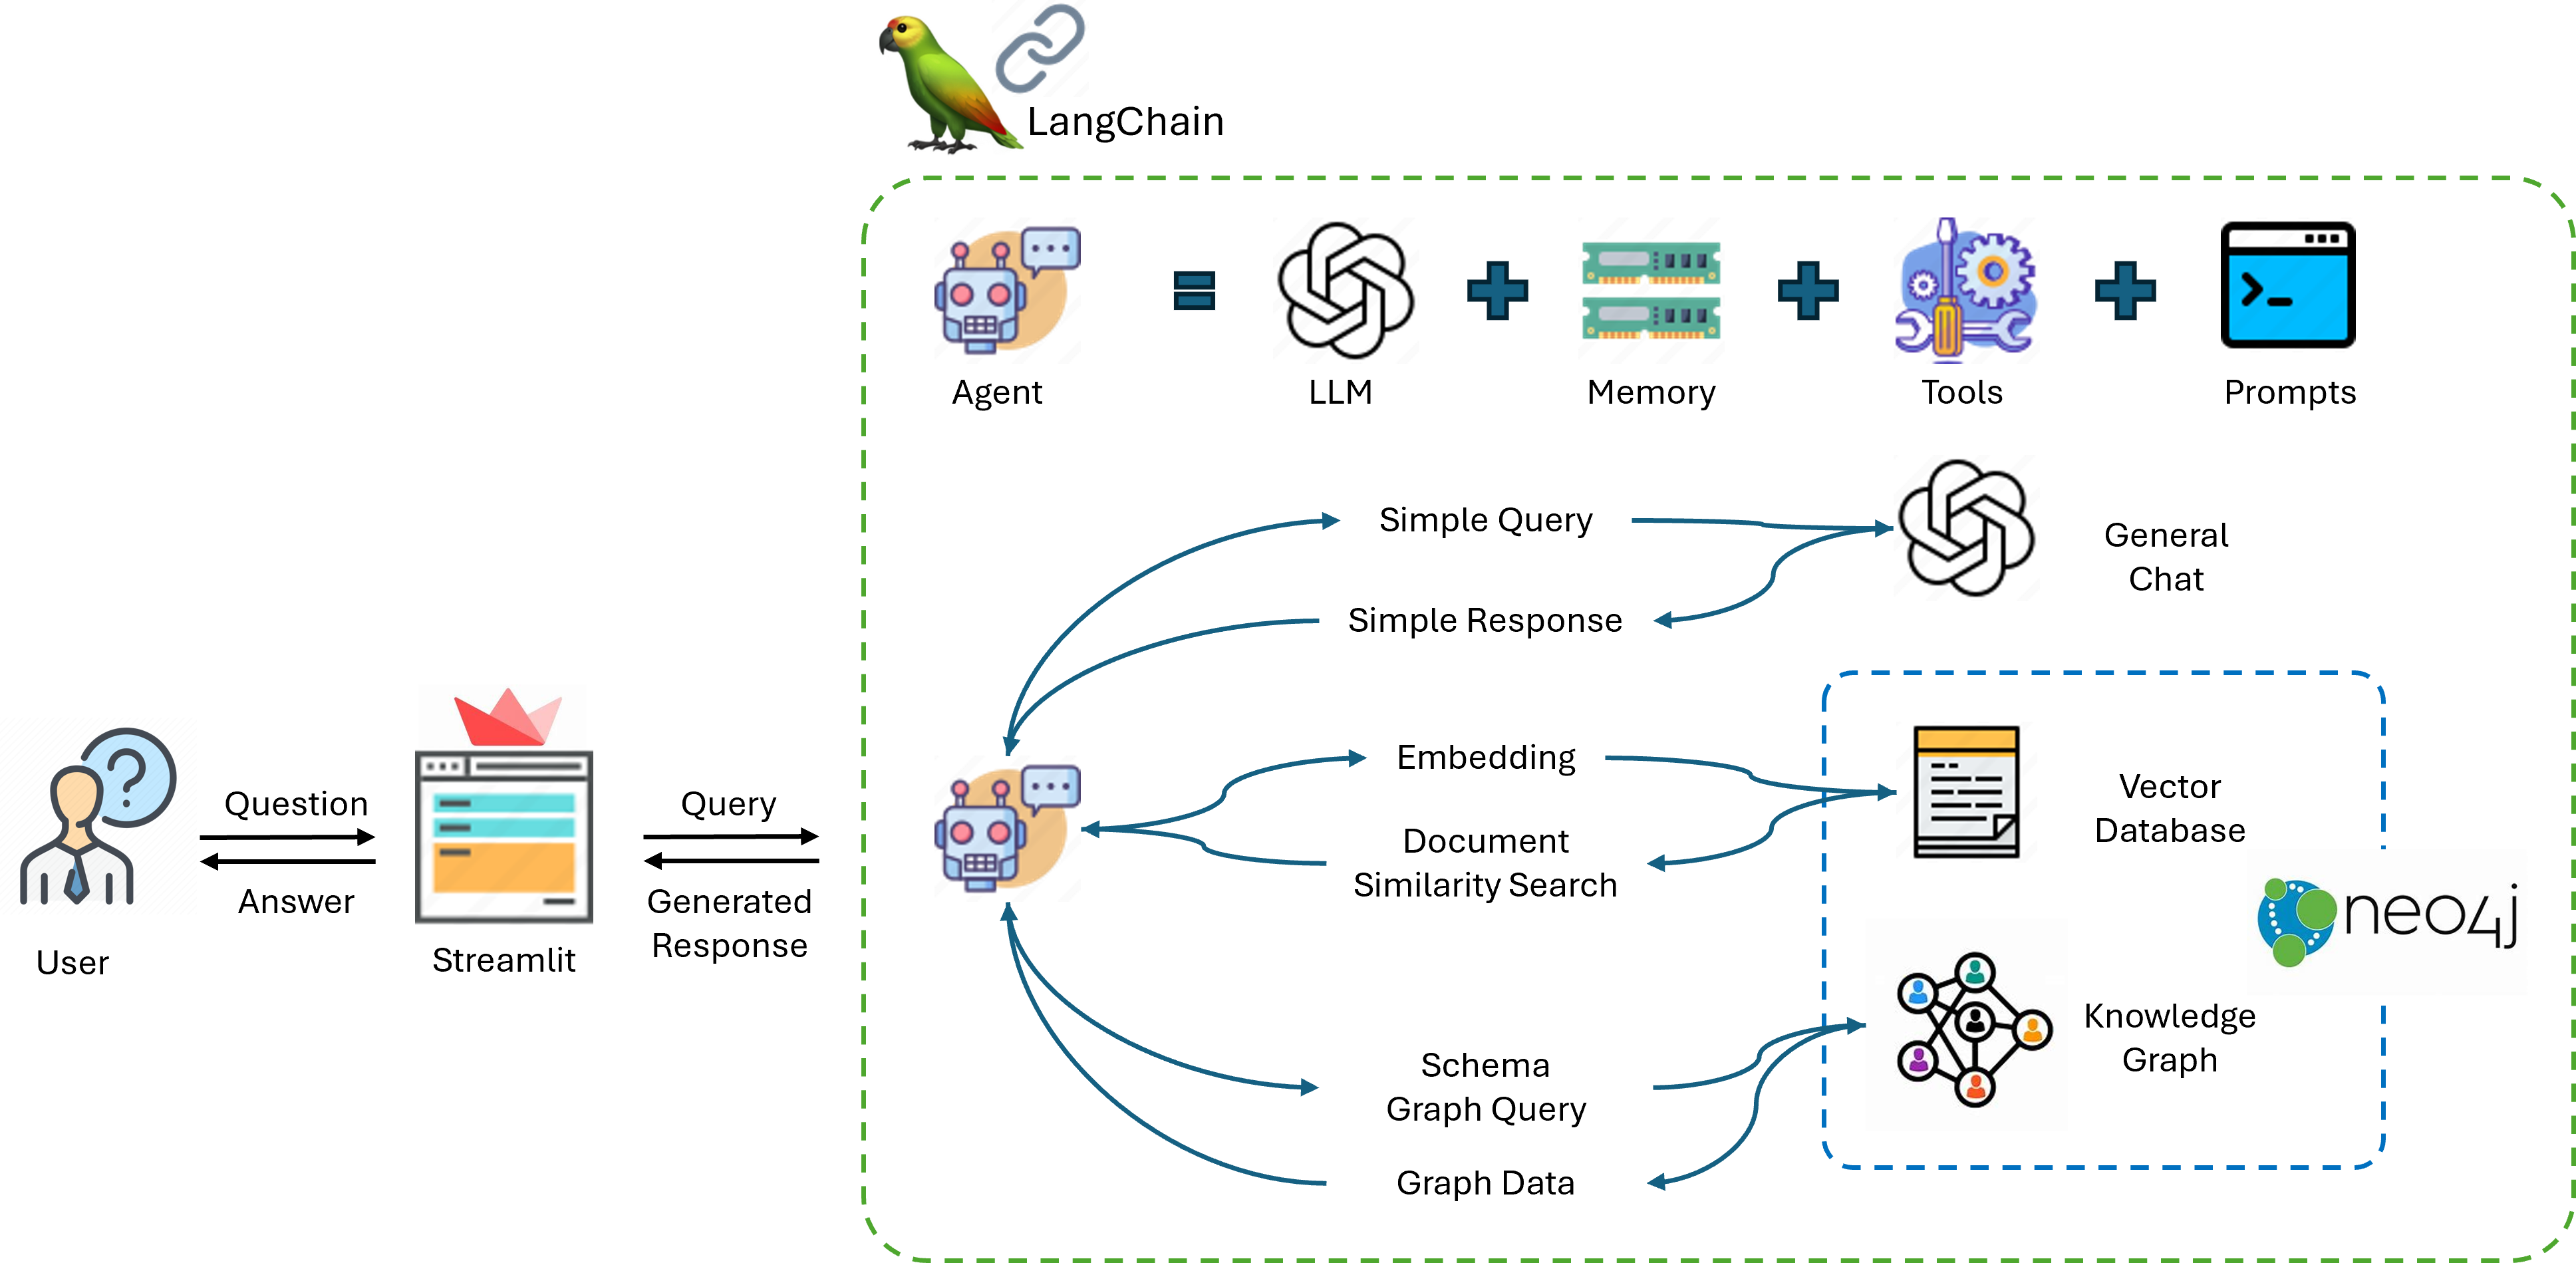 LangChain
Agent
LLM
Memory
Tools
Prompts
Simple Query
General
Chat
Simple Response
Embedding
Vector
Database
Document
Similarity Search
Question
Answer
User
Streamlit
Query
Generated
Response
neo4j
Knowledge
Graph
Schema
Graph Query
Graph Data